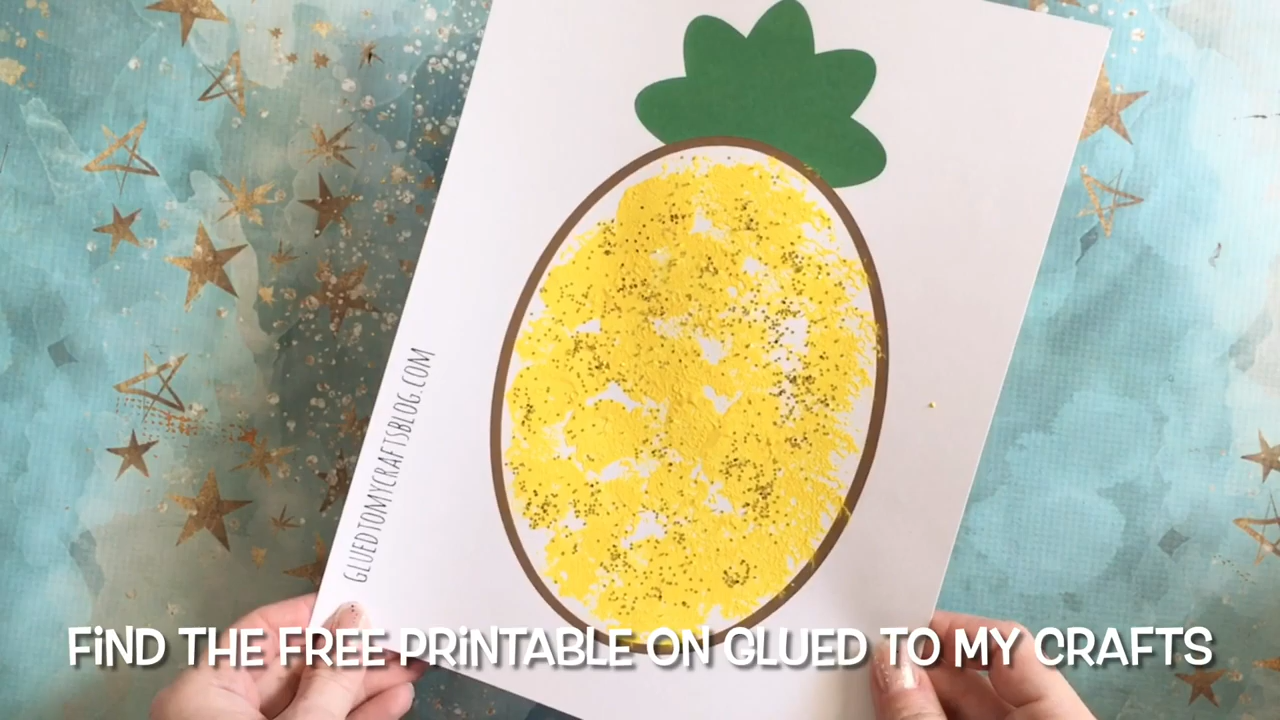 GLUEDTOMYCRAFTSBLOG.COM
FiND THE FREE PRiNTABLE ON GLUED TO MY CRAFTS